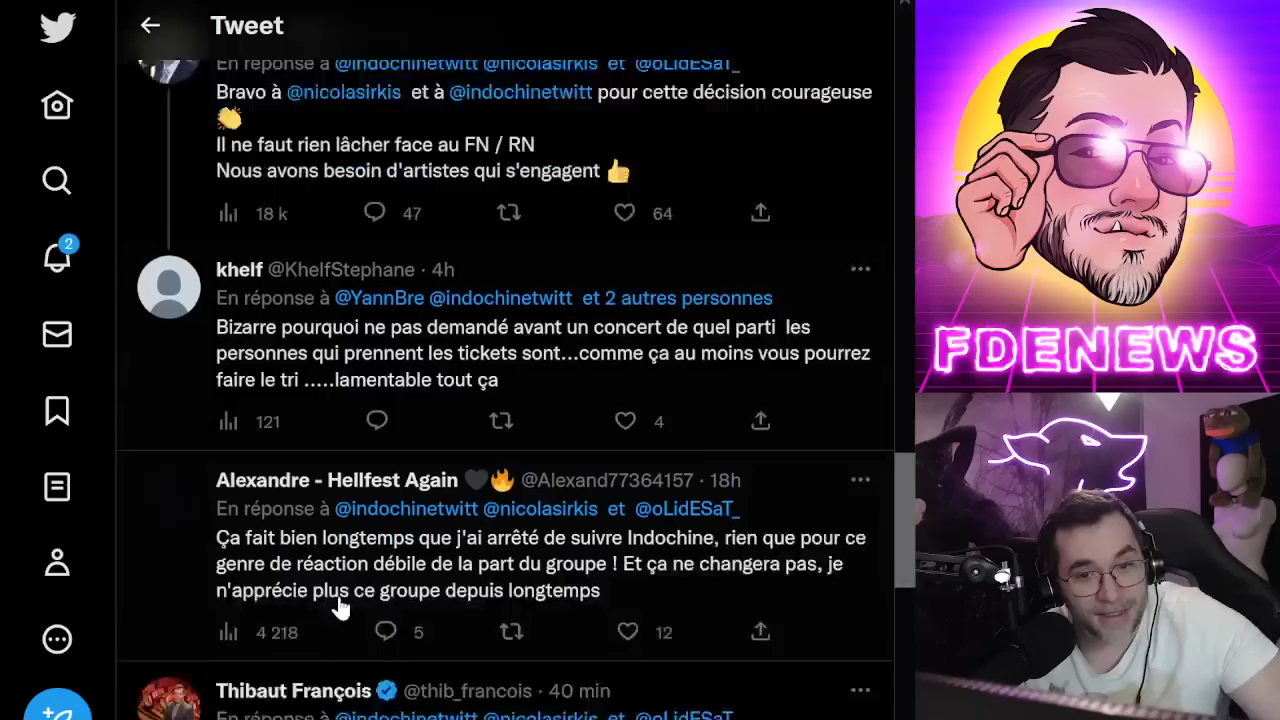 Tweet
En réponse à @indochinetwitt @nicolasirkis et @oLidESaT_
Bravo à @nicolasirkis et à @indochinetwitt pour cette décision courageuse
👏
Il ne faut rien lâcher face au FN / RN
Nous avons besoin d'artistes qui s'engagent 👍
18 k 47 64
khelf @KhelfStephane · 4h
En réponse à @YannBre @indochinetwitt et 2 autres personnes
Bizarre pourquoi ne pas demandé avant un concert de quel parti les
personnes qui prennent les tickets sont...comme ça au moins vous pourrez
faire le tri .....lamentable tout ça
121 4
Alexandre - Hellfest Again 🖤🔥 @Alexand77364157 · 18h
En réponse à @indochinetwitt @nicolasirkis et @oLidESaT_
Ça fait bien longtemps que j'ai arrêté de suivre Indochine, rien que pour ce
genre de réaction débile de la part du groupe ! Et ça ne changera pas, je
n'apprécie plus ce groupe depuis longtemps
4 218 5 12
Thibaut François @thib_francois · 40 min
En réponse à @indochinetwitt @nicolasirkis et @oLidESaT_
2
FDENEWS